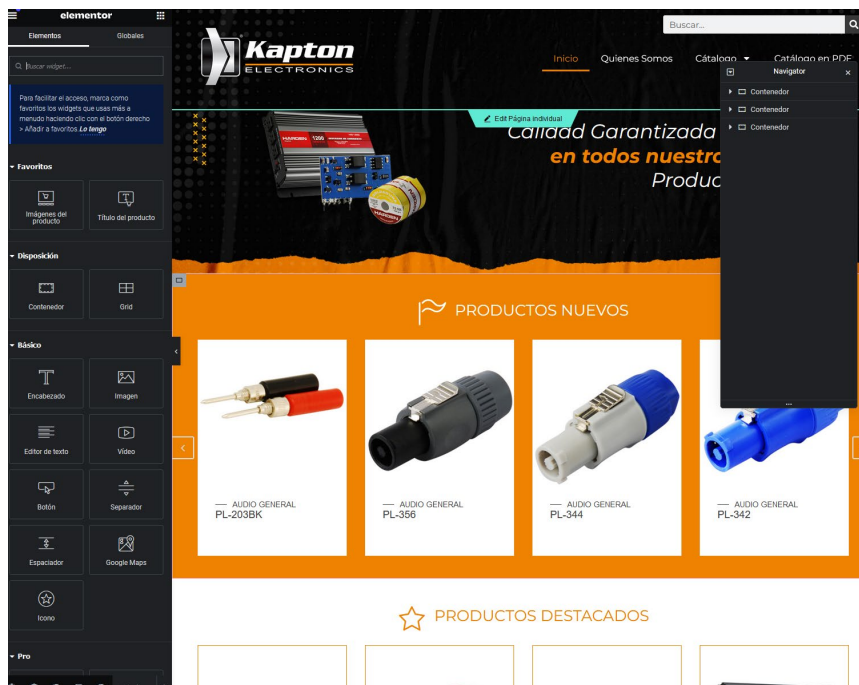 elementor
Elementos
Globales
Buscar widget...
Para facilitar el acceso, marca como
favoritos los widgets que usas más a
menudo haciendo clic con el botón derecho
> Añadir a favoritos. Lo tengo
Favoritos
Imágenes del
producto
Título del producto
Disposición
Contenedor
Grid
Básico
Encabezado
Imagen
Editor de texto
Vídeo
Botón
Separador
Espaciador
Google Maps
Icono
Pro
Buscar...
Kapton
ELECTRONICS
Inicio
Quienes Somos
Cátalogo
Catálogo en PDF
Navigator
Contenedor
Contenedor
Contenedor
Edit Página individual
HARDEN
1200
Calidad Garantizada
en todos nuestro
Produc
PRODUCTOS NUEVOS
AUDIO GENERAL
PL-203BK
AUDIO GENERAL
PL-356
AUDIO GENERAL
PL-344
AUDIO GENERAL
PL-342
PRODUCTOS DESTACADOS